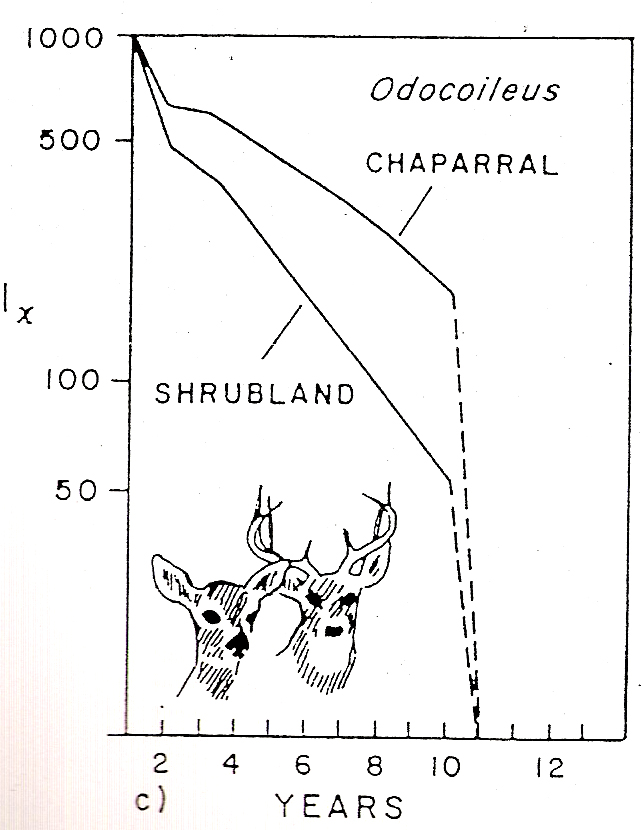 1000
Odocoileus
500
CHAPARRAL
lx
100
SHRUBLAND
50
2 4 6 8 10 12
c) YEARS